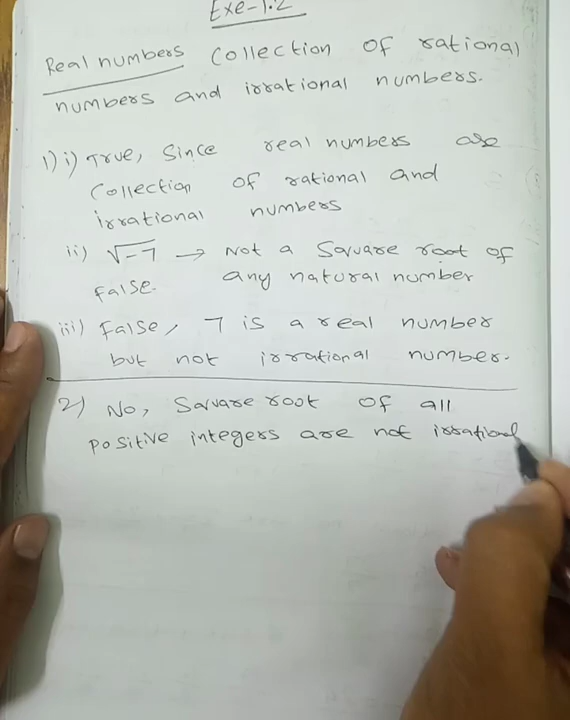 Exe-1.2
Real numbers Collection of rational
numbers and irrational numbers.
1) i) True, Since real numbers are
Collection of rational and
irrational numbers
ii) √-7 → Not a Square root of
False. any natural number
iii) False, 7 is a real number
but not irrational number.
2) No, Square root of all
Positive integers are not irrational